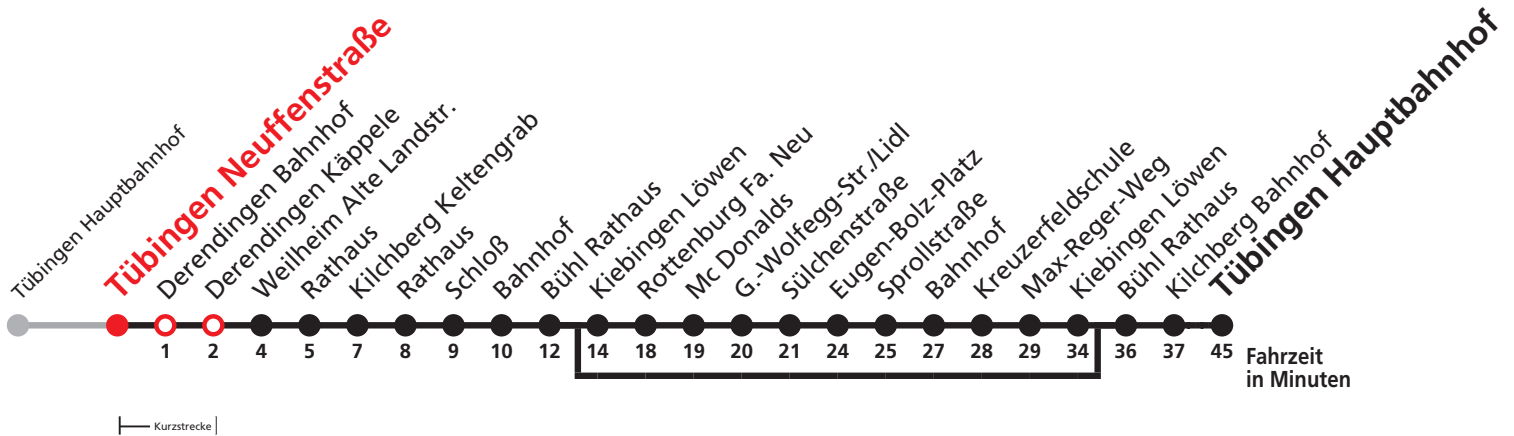 Tübingen Hauptbahnhof
Tübingen Neuffenstraße
Derendingen Bahnhof
Derendingen Käppele
Weilheim Alte Landstr.
Rathaus
Kilchberg Keltengrab
Rathaus
Schloß
Bahnhof
Bühl Rathaus
Kiebingen Löwen
Rottenburg Fa. Neu
Mc Donalds
G.-Wolfegg-Str./Lidl
Sülchenstraße
Eugen-Bolz-Platz
Sprollstraße
Bahnhof
Kreuzerfeldschule
Max-Reger-Weg
Kiebingen Löwen
Bühl Rathaus
Kilchberg Bahnhof
Tübingen Hauptbahnhof
1 2 4 5 7 8 9 10 12 14 18 19 20 21 24 25 27 28 29 34 36 37 45
Fahrzeit
in Minuten
Kurzstrecke